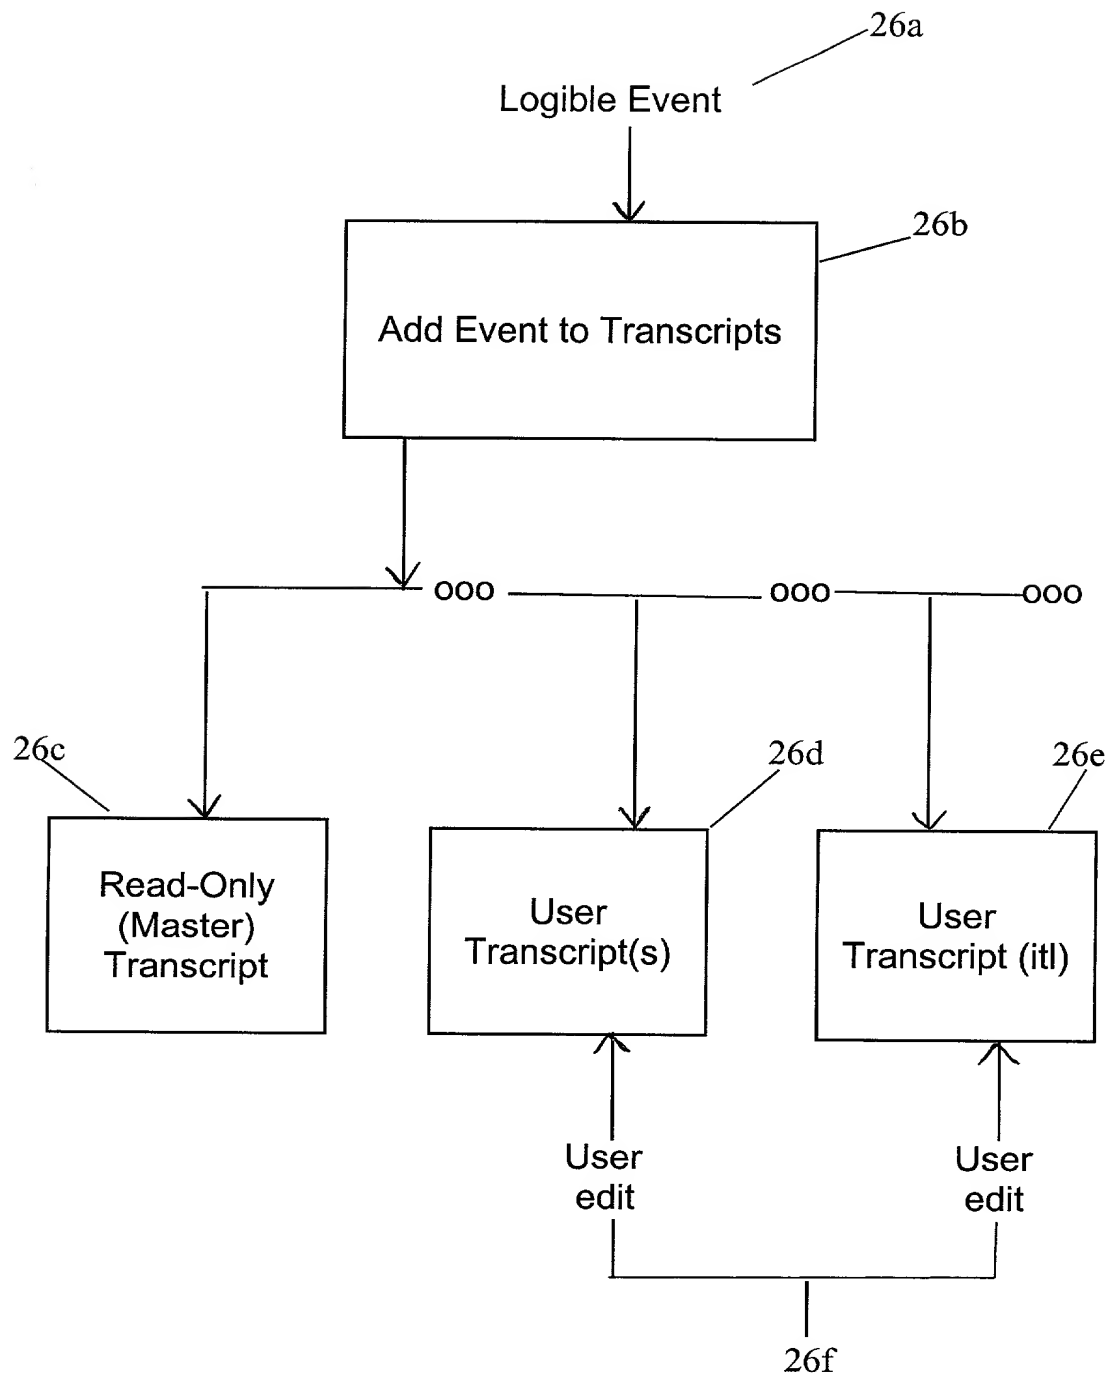 26a
Logible Event
26b
Add Event to Transcripts
ooo
ooo
ooo
26c
26d
26e
Read-Only
(Master)
Transcript
User
Transcript(s)
User
Transcript (itl)
User
edit
User
edit
26f